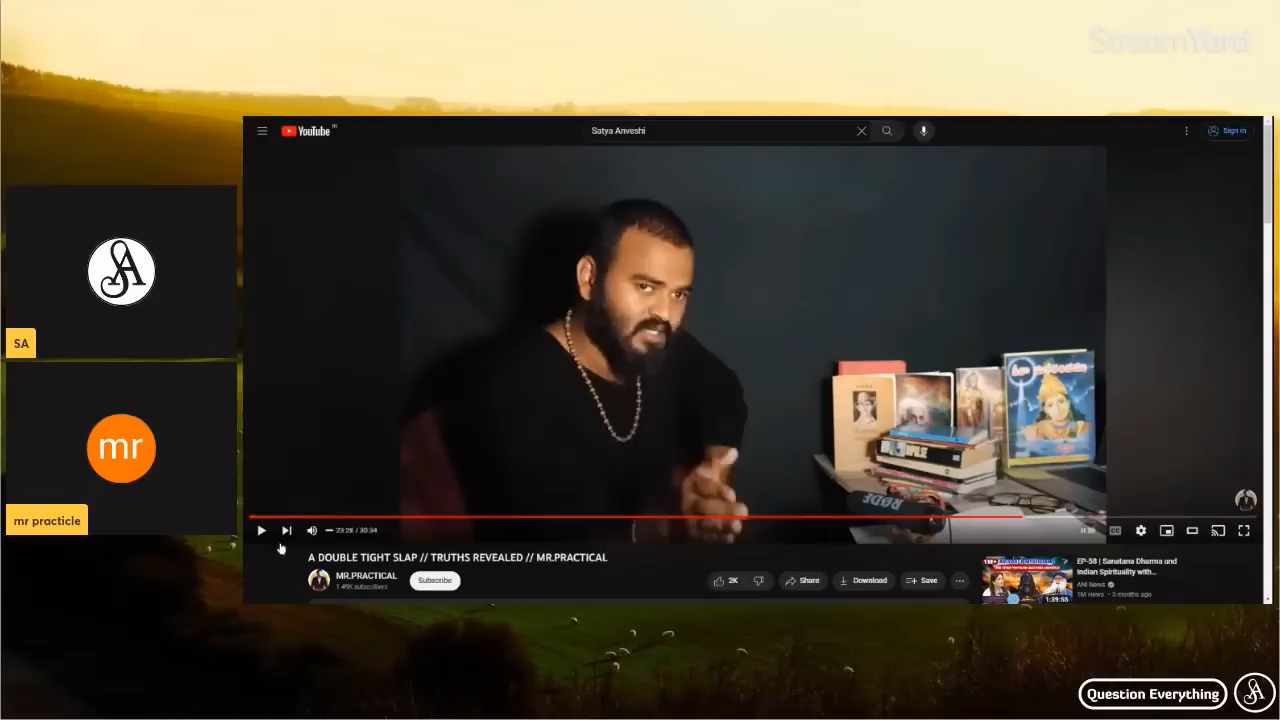 StreamYard
YouTube IN
Satya Anveshi
Sign in
SA
mr
mr practicle
23:28 / 30:34
RØDE
A DOUBLE TIGHT SLAP // TRUTHS REVEALED // MR.PRACTICAL
MR.PRACTICAL
1.49K subscribers
Subscribe
2K
Share
Download
Save
EP-58 | Sanatana Dharma and
Indian Spirituality with...
ANI News
1M views • 3 months ago
1:39:55
Question Everything